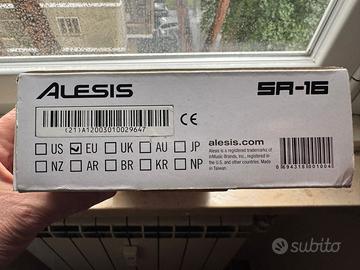 ALESIS SR-16
(21)A12003010029647
CE
US EU UK AU JP
NZ AR BR KR NP
alesis.com
Alesis is a registered trademark of
inMusic Brands, Inc., registered in
the U.S. and other countries. Made in
Taiwan.
subito